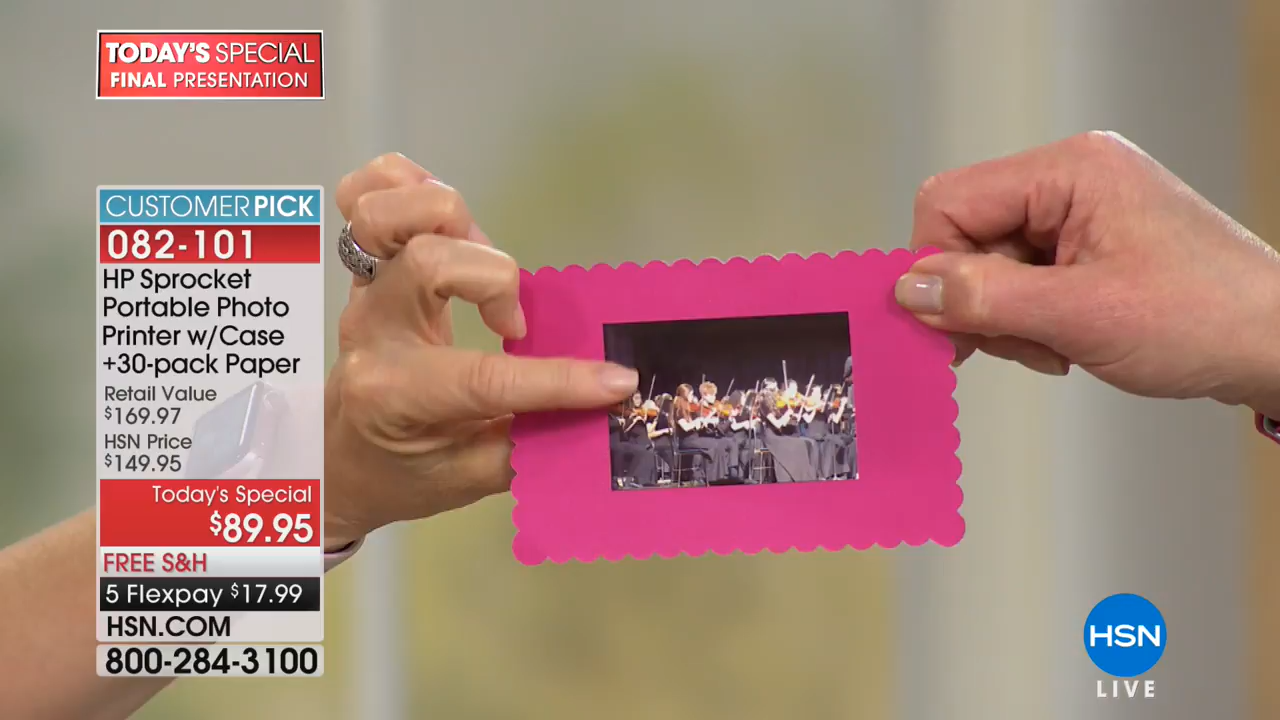 TODAY'S SPECIAL
FINAL PRESENTATION
CUSTOMER PICK
082-101
HP Sprocket
Portable Photo
Printer w/Case
+30-pack Paper
Retail Value
$169.97
HSN Price
$149.95
Today's Special
$89.95
FREE S&H
5 Flexpay $17.99
HSN.COM
800-284-3100
HSN
LIVE